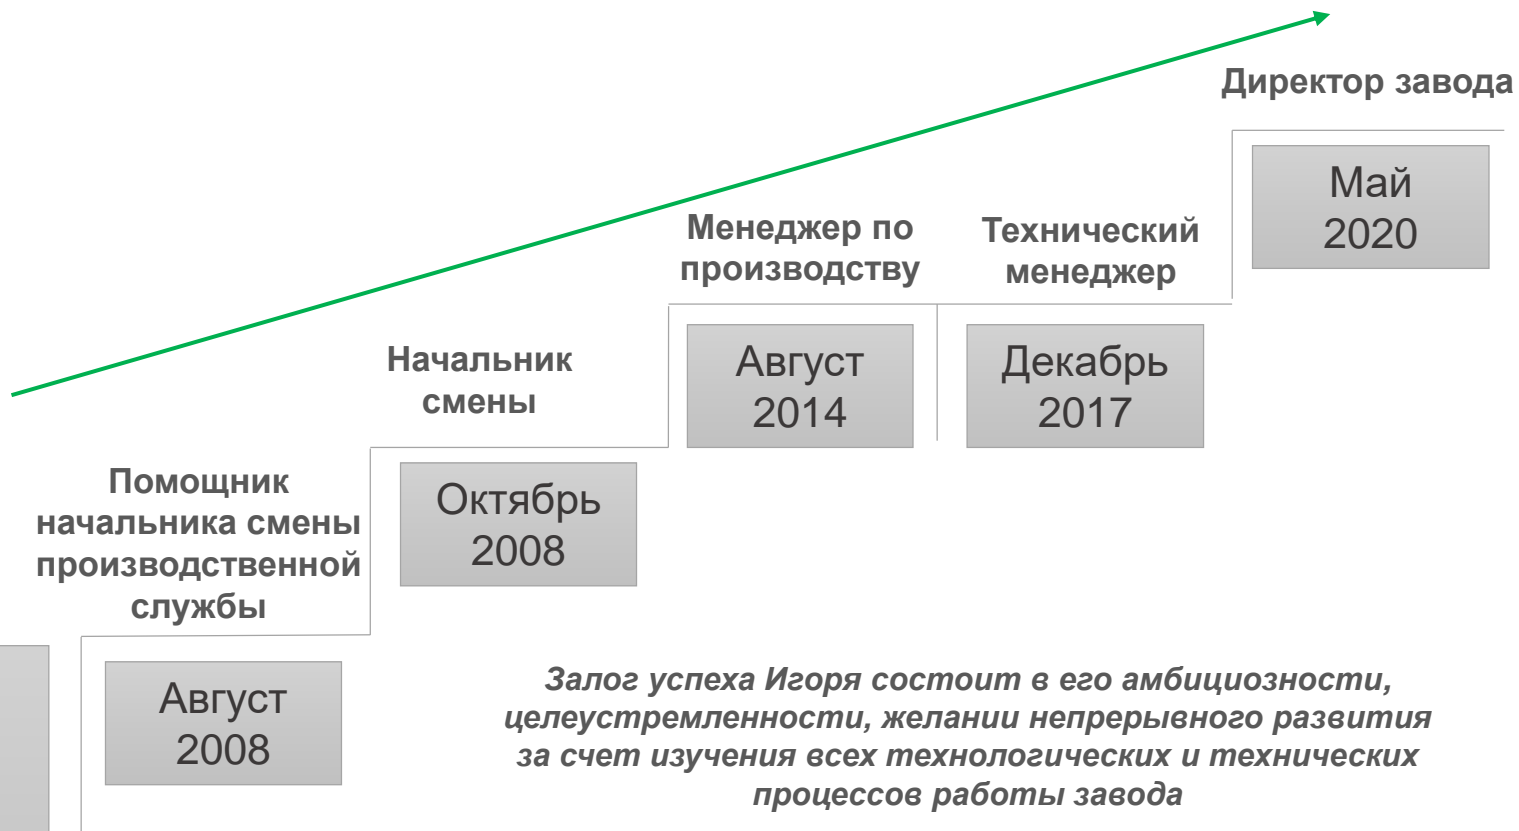 Директор завода
Май
2020
Менеджер по
производству
Август
2014
Технический
менеджер
Декабрь
2017
Начальник
смены
Октябрь
2008
Помощник
начальника смены
производственной
службы
Август
2008
Залог успеха Игоря состоит в его амбициозности,
целеустремленности, желании непрерывного развития
за счет изучения всех технологических и технических
процессов работы завода